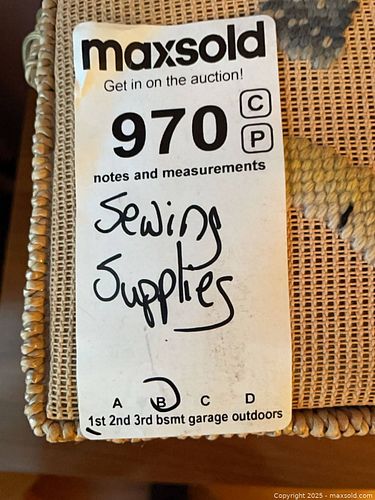 maxsold
Get in on the auction!
970 C
P
notes and measurements
Sewing
Supplies
A B C D
1st 2nd 3rd bsmt garage outdoors
Copyright 2025 - maxsold.com